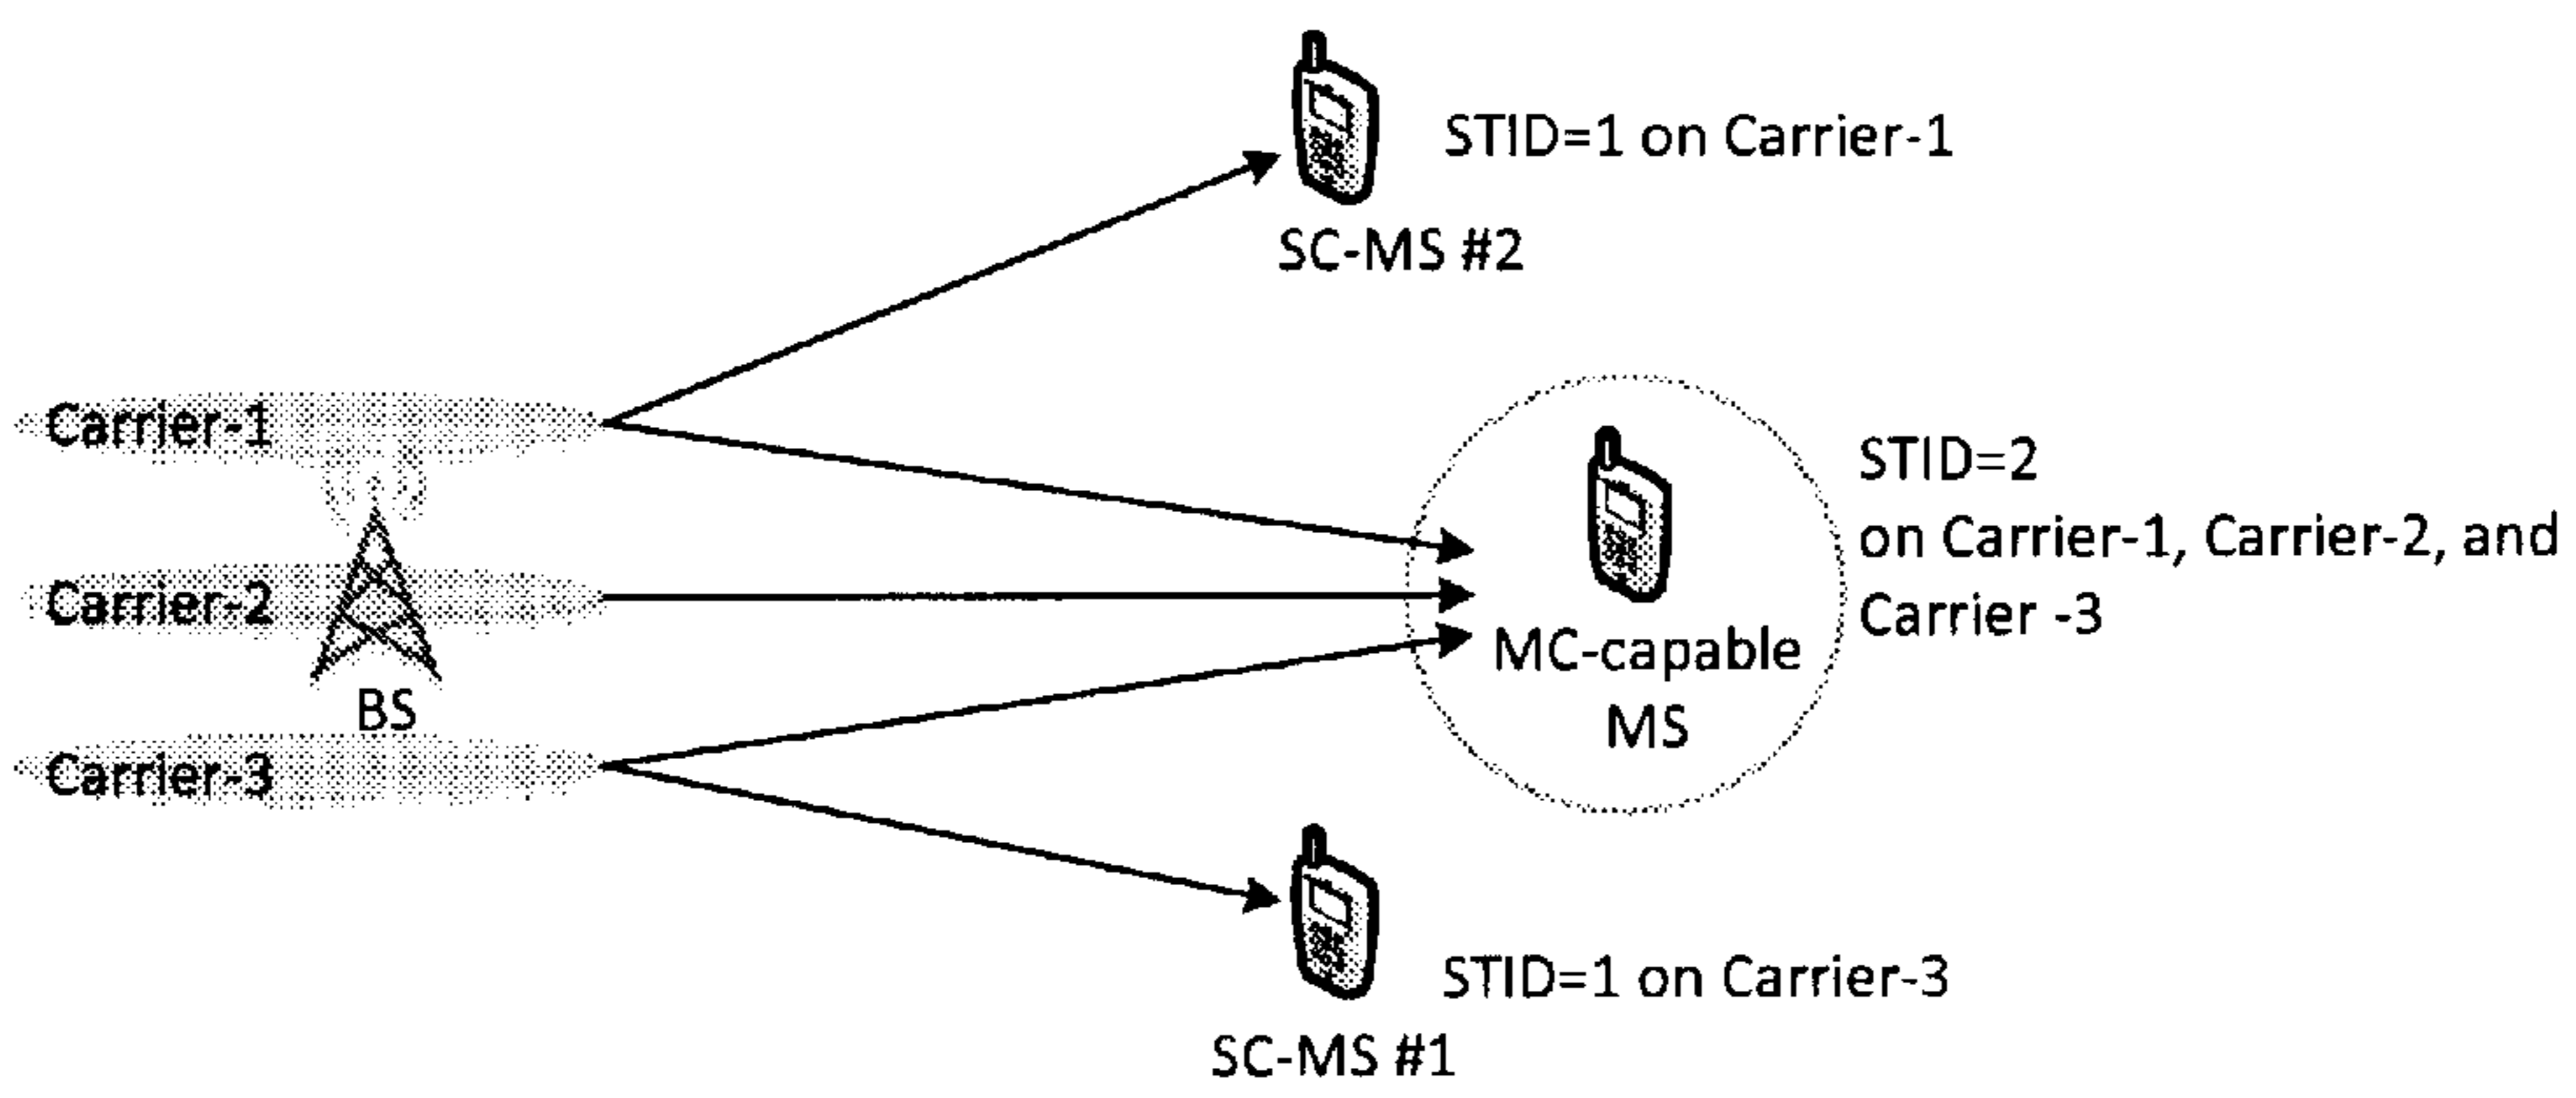 STID=1 on Carrier-1
SC-MS #2
Carrier-1
STID=2
on Carrier-1, Carrier-2, and
Carrier -3
Carrier-2
MC-capable
MS
BS
Carrier-3
STID=1 on Carrier-3
SC-MS #1